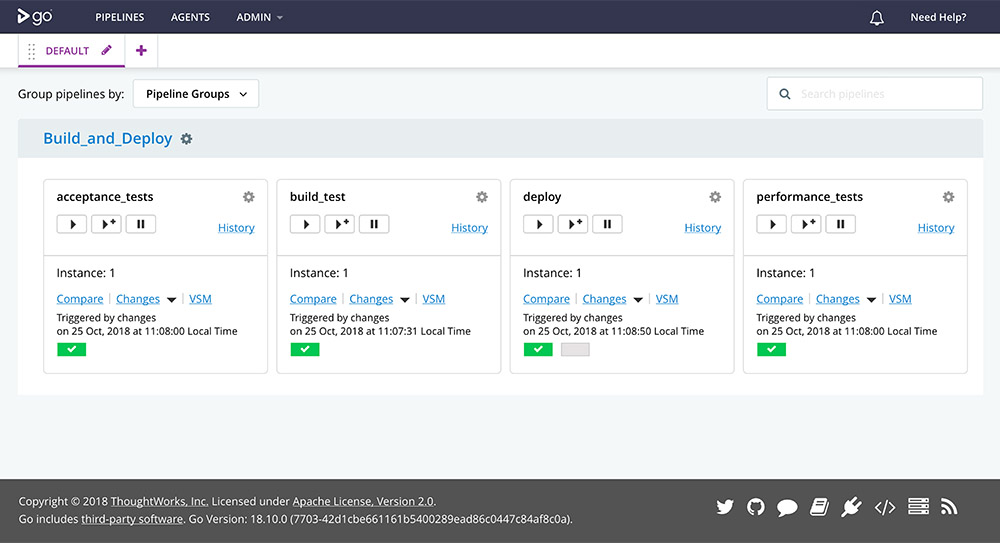 go
PIPELINES AGENTS ADMIN Need Help?
DEFAULT
Group pipelines by: Pipeline Groups Search pipelines
Build_and_Deploy
acceptance_tests build_test deploy performance_tests
History History History History
Instance: 1 Instance: 1 Instance: 1 Instance: 1
Compare Changes VSM Compare Changes VSM Compare Changes VSM Compare Changes VSM
Triggered by changes Triggered by changes Triggered by changes Triggered by changes
on 25 Oct, 2018 at 11:08:00 Local Time on 25 Oct, 2018 at 11:07:31 Local Time on 25 Oct, 2018 at 11:08:50 Local Time on 25 Oct, 2018 at 11:08:00 Local Time
Copyright © 2018 ThoughtWorks, Inc. Licensed under Apache License, Version 2.0.
Go includes third-party software. Go Version: 18.10.0 (7703-42d1cbe661161b5400289ead86c0447c84af8c0a).